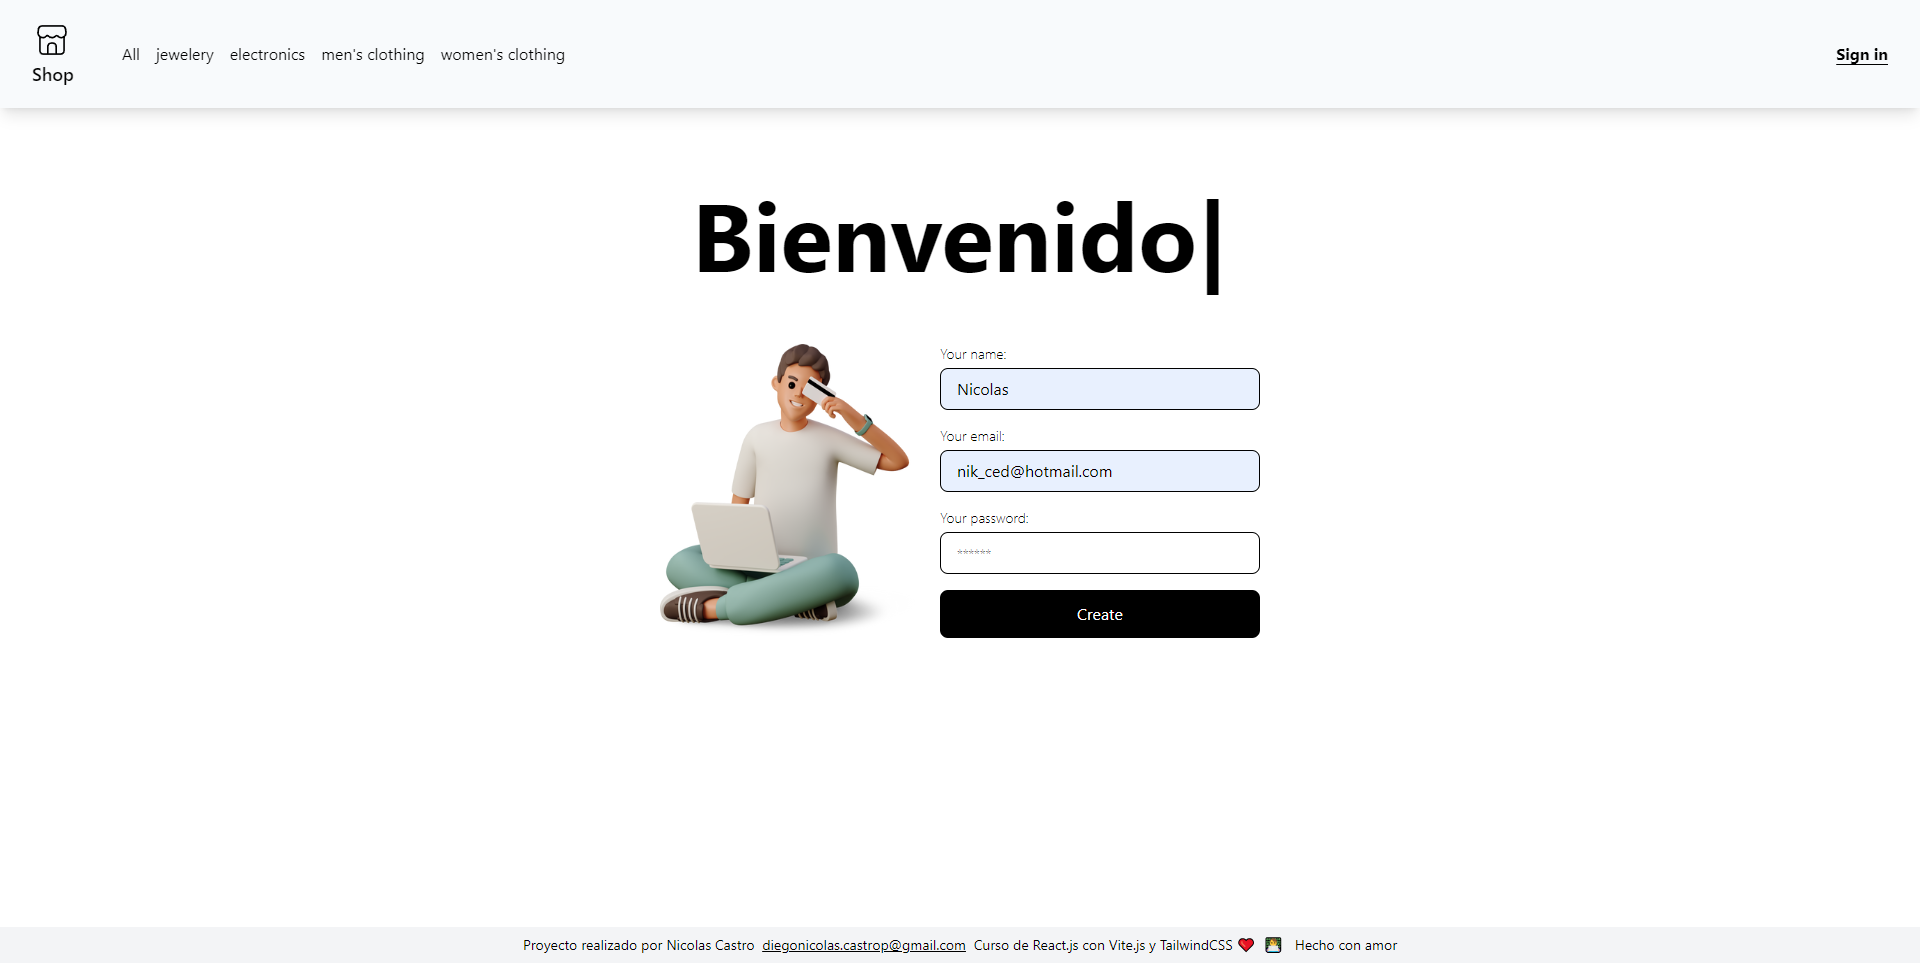 Shop
All jewelery electronics men's clothing women's clothing
Sign in
Bienvenido|
Your name:
Nicolas
Your email:
nik_ced@hotmail.com
Your password:
******
Create
Proyecto realizado por Nicolas Castro diegonicolas.castrop@gmail.com Curso de React.js con Vite.js y TailwindCSS ❤️ 👨‍💻 Hecho con amor